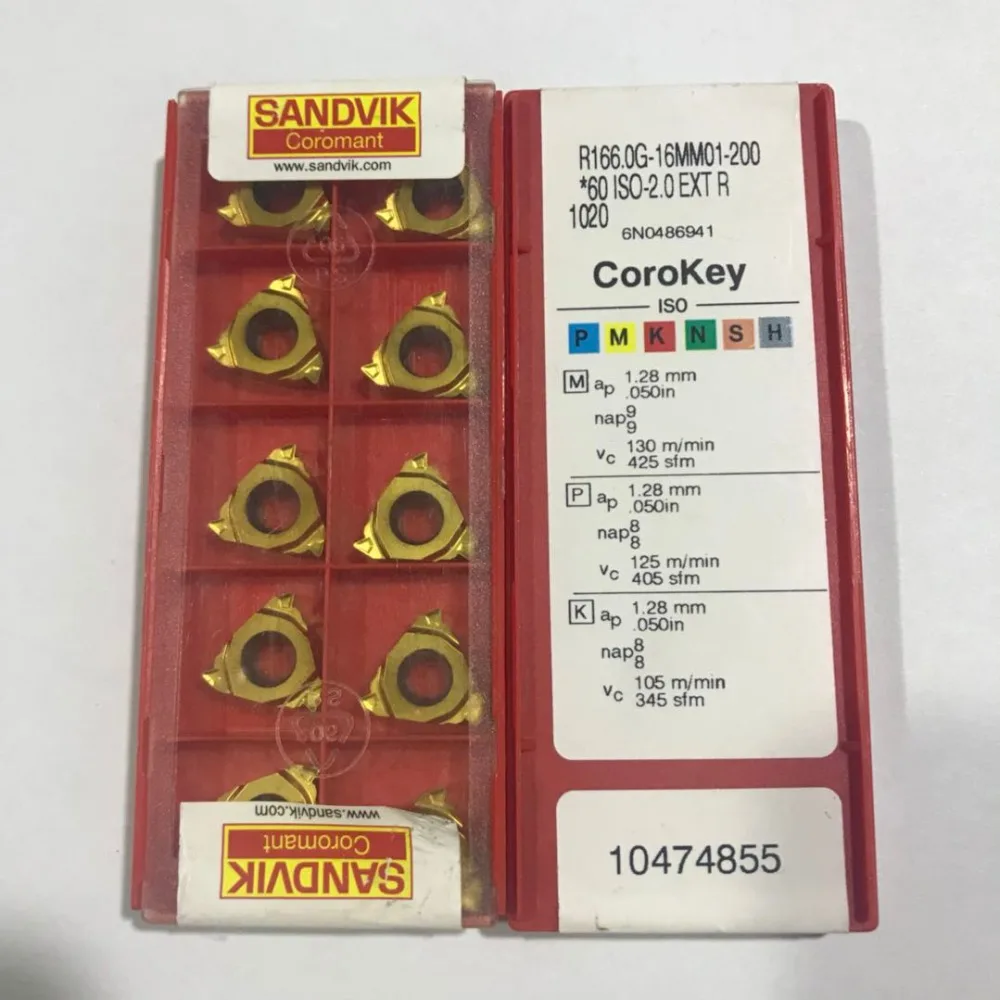 SANDVIK
Coromant
www.sandvik.com
www.sandvik.com
Coromant
SANDVIK
R166.0G-16MM01-200
*60 ISO-2.0 EXT R
1020
6N0486941
CoroKey
ISO
P M K N S H
M ap 1.28 mm
.050in
nap 9
9
vc 130 m/min
425 sfm
P ap 1.28 mm
.050in
nap 8
8
vc 125 m/min
405 sfm
K ap 1.28 mm
.050in
nap 8
8
vc 105 m/min
345 sfm
10474855